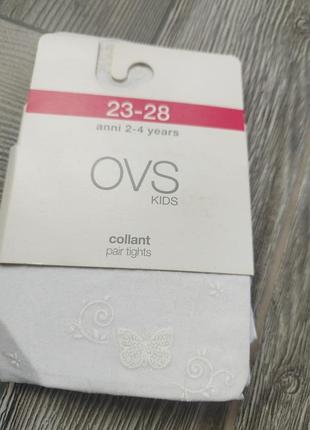 23-28
anni 2-4 years
OVS
KIDS
collant
pair tights